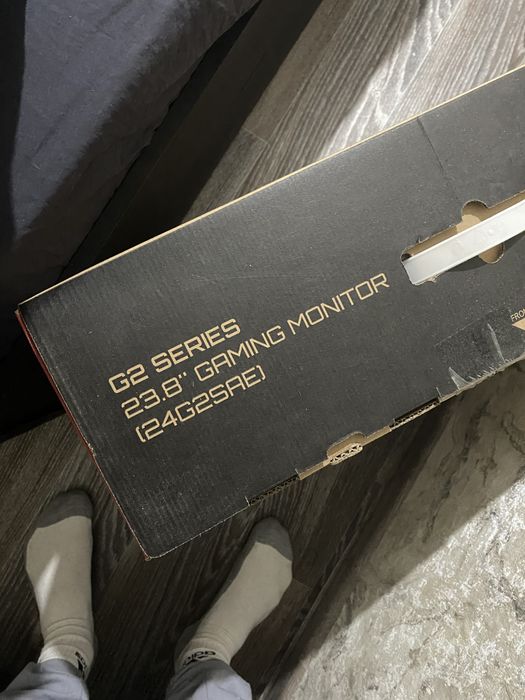 G2 SERIES
23.8" GAMING MONITOR
(24G2SAE)